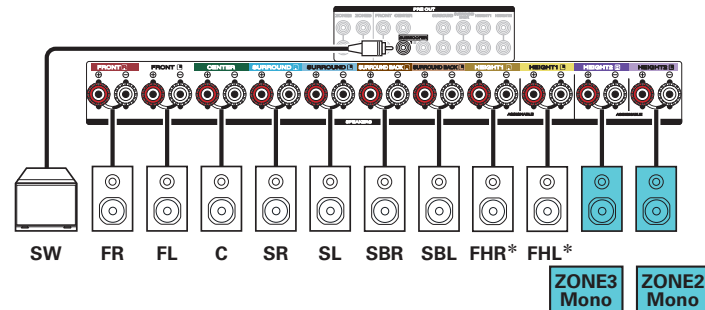 PRE OUT
SUBWOOFER
FRONT R FRONT L CENTER SURROUND R SURROUND L SURROUND BACK R SURROUND BACK L HEIGHT1 R HEIGHT1 L HEIGHT2 R HEIGHT2 L
ASSIGNABLE ASSIGNABLE
SPEAKERS
SW FR FL C SR SL SBR SBL FHR* FHL*
ZONE3 ZONE2
Mono Mono